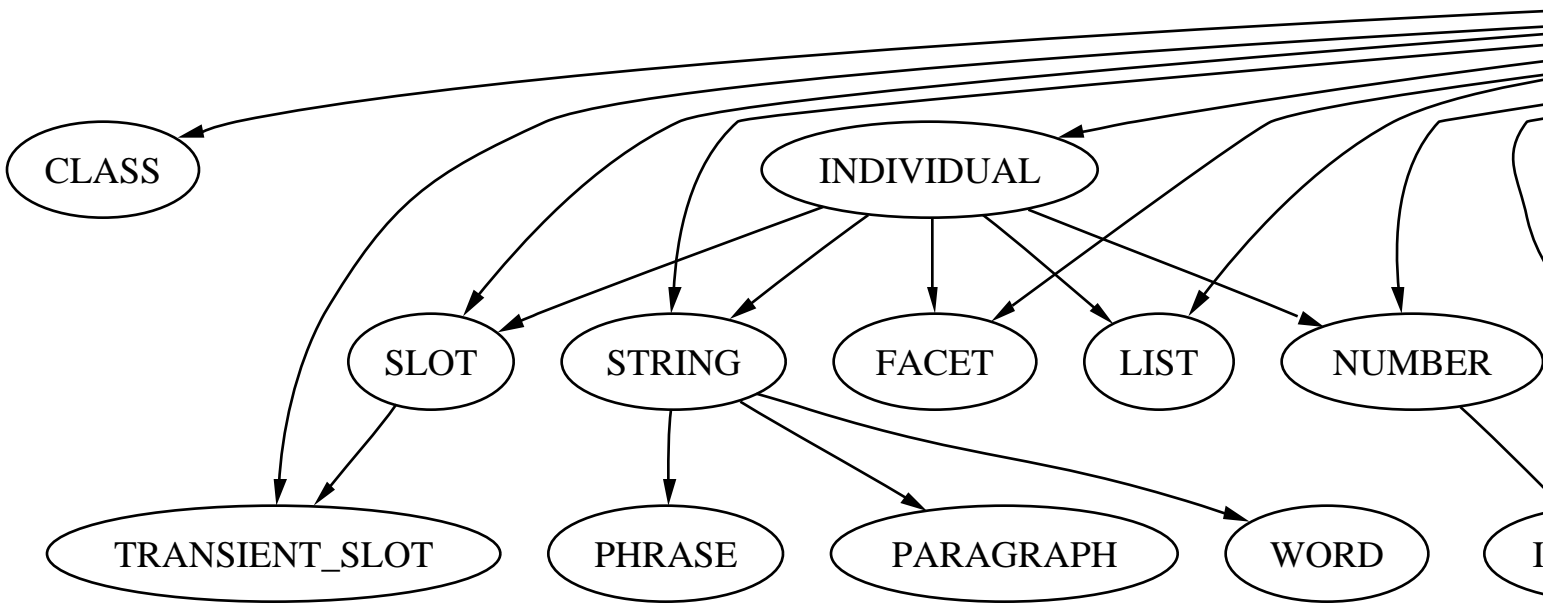 CLASS
INDIVIDUAL
SLOT
STRING
FACET
LIST
NUMBER
TRANSIENT_SLOT
PHRASE
PARAGRAPH
WORD